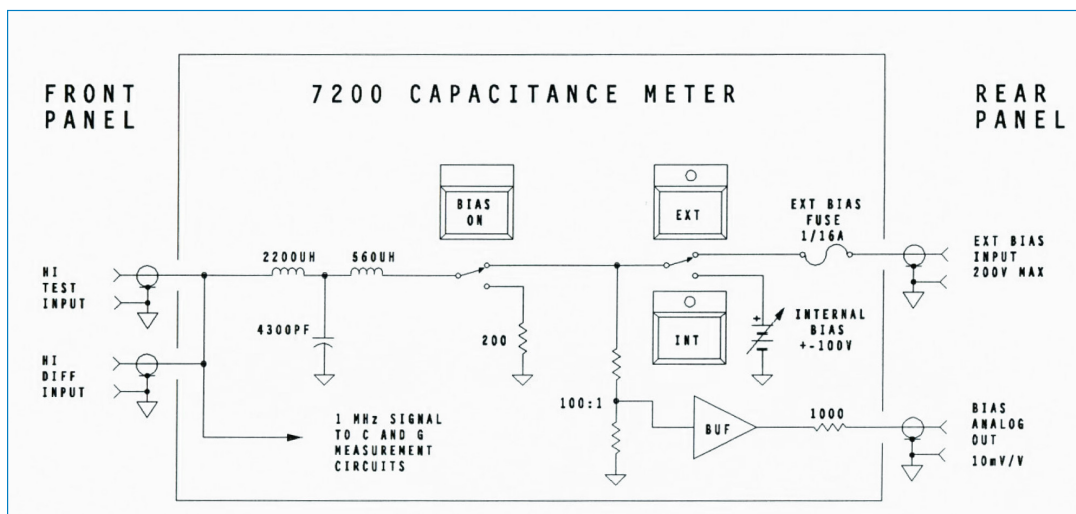 FRONT
PANEL
7200 CAPACITANCE METER
REAR
PANEL
BIAS
ON
EXT
EXT BIAS
FUSE
1/16A
EXT BIAS
INPUT
200V MAX
2200UH
560UH
HI
TEST
INPUT
4300PF
200
INT
+
INTERNAL
BIAS
+-100V
HI
DIFF
INPUT
100:1
1 MHz SIGNAL
TO C AND G
MEASUREMENT
CIRCUITS
BUF
1000
BIAS
ANALOG
OUT
10mV/V